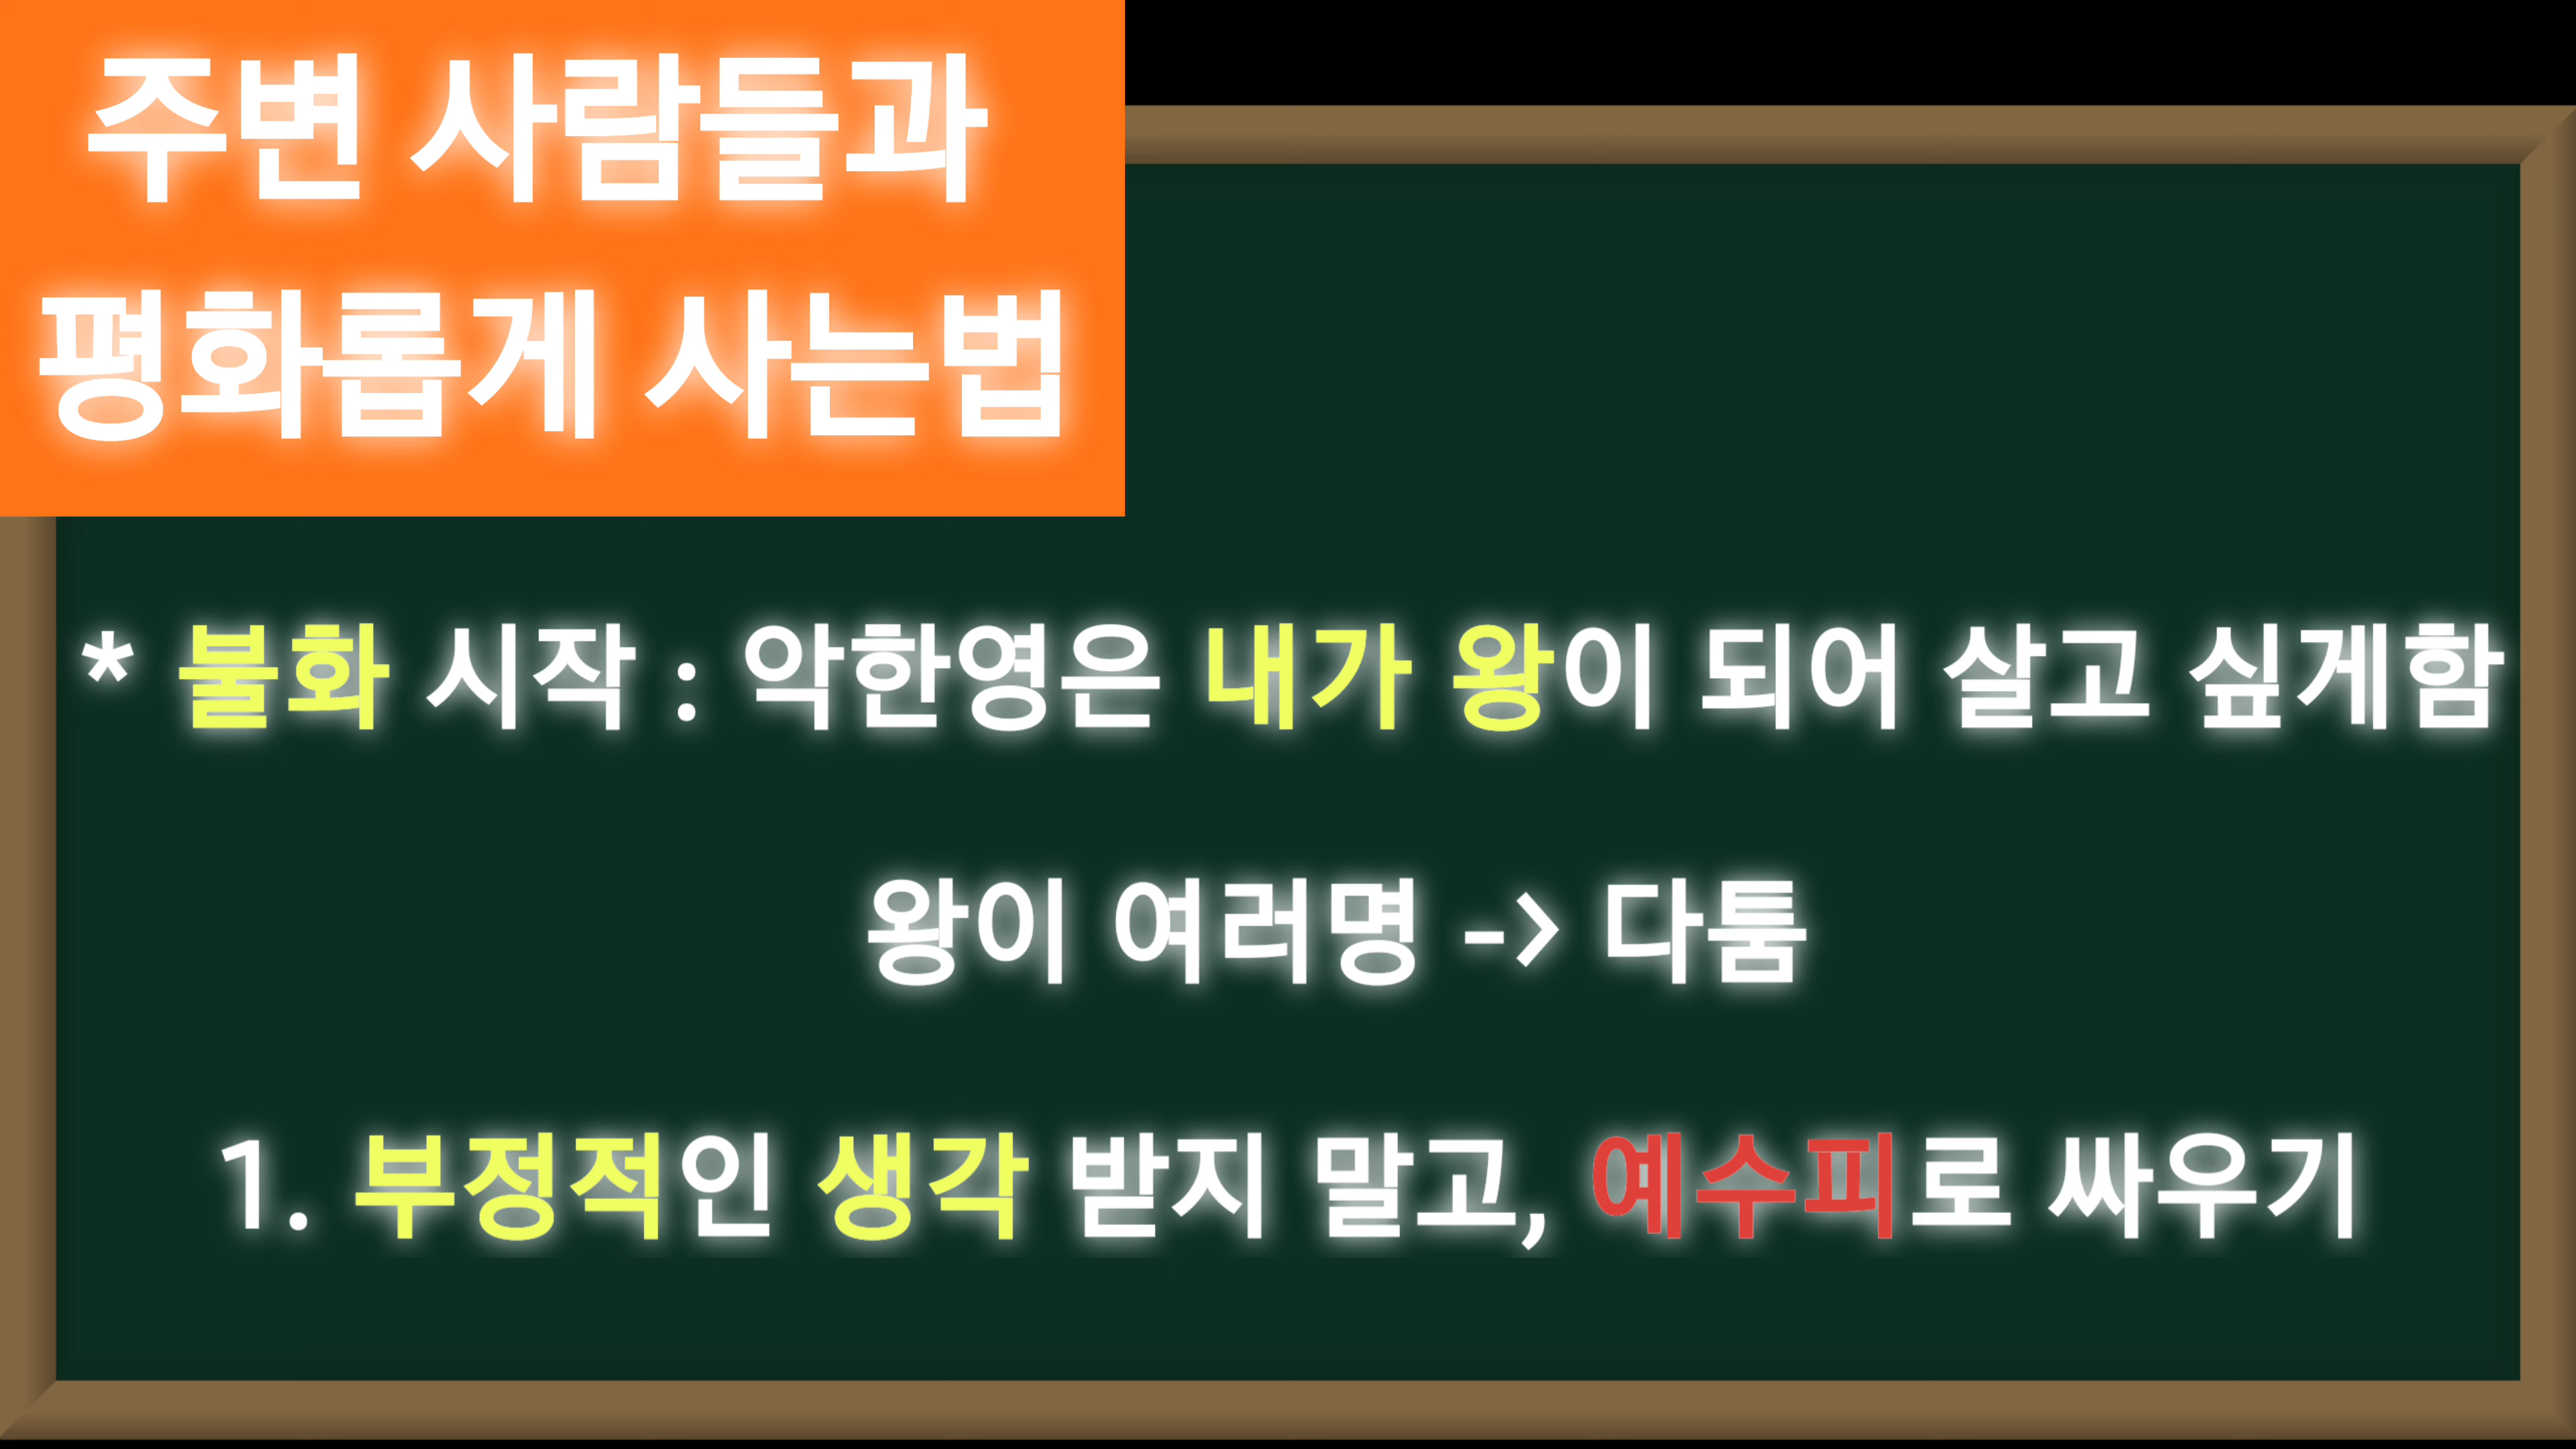 주변 사람들과
평화롭게 사는법
* 불화 시작 : 악한영은 내가 왕이 되어 살고 싶게함
왕이 여러명 -> 다툼
1. 부정적인 생각 받지 말고, 예수피로 싸우기